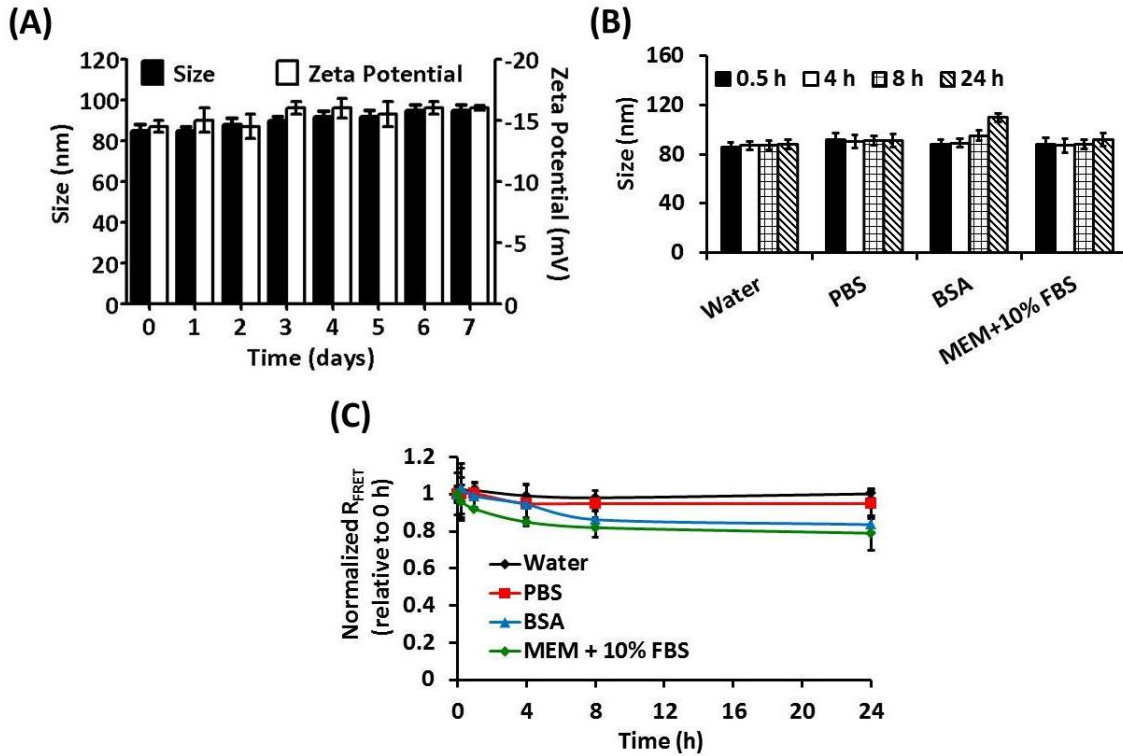 (A)
120
100
80
60
40
20
0
Size (nm)
Size
Zeta Potential
-20
-15
-10
-5
0
Zeta Potential (mV)
0 1 2 3 4 5 6 7
Time (days)
(B)
160
120
80
40
0
Size (nm)
0.5 h 4 h 8 h 24 h
Water
PBS
BSA
MEM+10% FBS
(C)
1.2
1
0.8
0.6
0.4
0.2
0
Normalized RFRET
(relative to 0 h)
Water
PBS
BSA
MEM + 10% FBS
0 4 8 12 16 20 24
Time (h)